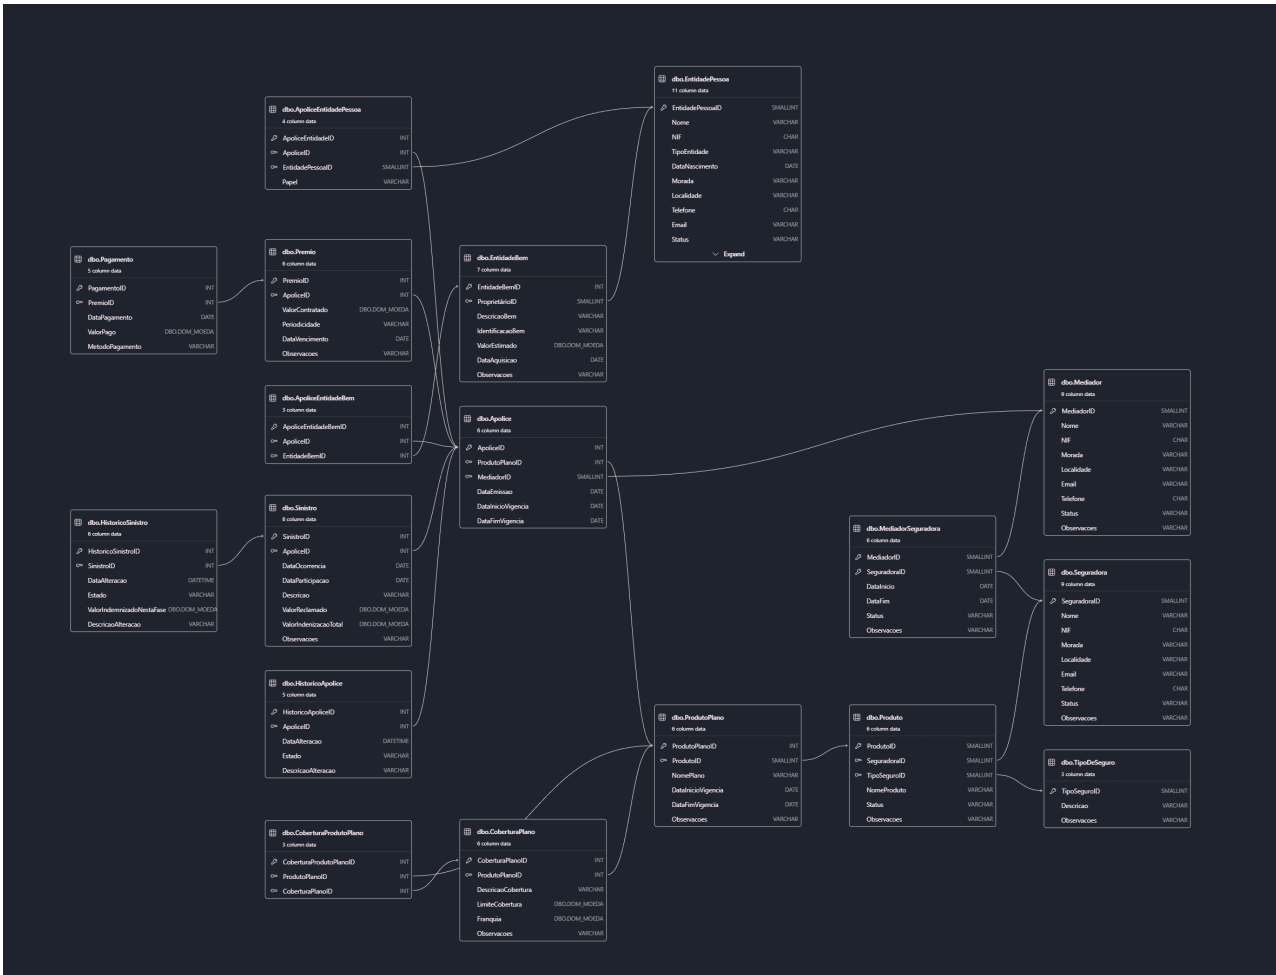 dbo.EntidadePessoa
11 column data
EntidadePessoaID SMALLINT
Nome VARCHAR
NIF CHAR
TipoEntidade VARCHAR
DataNascimento DATE
Morada VARCHAR
Localidade VARCHAR
Telefone CHAR
Email VARCHAR
Status VARCHAR
Expand
dbo.ApoliceEntidadePessoa
4 column data
ApoliceEntidadeID INT
ApoliceID INT
EntidadePessoaID SMALLINT
Papel VARCHAR
dbo.Pagamento
5 column data
PagamentoID INT
PremioID INT
DataPagamento DATE
ValorPago DBO.DOM_MOEDA
MetodoPagamento VARCHAR
dbo.Premio
6 column data
PremioID INT
ApoliceID INT
ValorContratado DBO.DOM_MOEDA
Periodicidade VARCHAR
DataVencimento DATE
Observacoes VARCHAR
dbo.EntidadeBem
7 column data
EntidadeBemID INT
ProprietárioID SMALLINT
DescricaoBem VARCHAR
IdentificacaoBem VARCHAR
ValorEstimado DBO.DOM_MOEDA
DataAquisicao DATE
Observacoes VARCHAR
dbo.ApoliceEntidadeBem
3 column data
ApoliceEntidadeBemID INT
ApoliceID INT
EntidadeBemID INT
dbo.Apolice
6 column data
ApoliceID INT
ProdutoPlanoID INT
MediadorID SMALLINT
DataEmissao DATE
DataInicioVigencia DATE
DataFimVigencia DATE
dbo.Mediador
9 column data
MediadorID SMALLINT
Nome VARCHAR
NIF CHAR
Morada VARCHAR
Localidade VARCHAR
Email VARCHAR
Telefone CHAR
Status VARCHAR
Observacoes VARCHAR
dbo.HistoricoSinistro
6 column data
HistoricoSinistroID INT
SinistroID INT
DataAlteracao DATETIME
Estado VARCHAR
ValorIndemnizadoNestaFase DBO.DOM_MOEDA
DescricaoAlteracao VARCHAR
dbo.Sinistro
8 column data
SinistroID INT
ApoliceID INT
DataOcorrencia DATE
DataParticipacao DATE
Descricao VARCHAR
ValorReclamado DBO.DOM_MOEDA
ValorIndenizacaoTotal DBO.DOM_MOEDA
Observacoes VARCHAR
dbo.MediadorSeguradora
6 column data
MediadorID SMALLINT
SeguradoraID SMALLINT
DataInicio DATE
DataFim DATE
Status VARCHAR
Observacoes VARCHAR
dbo.Seguradora
9 column data
SeguradoraID SMALLINT
Nome VARCHAR
NIF CHAR
Morada VARCHAR
Localidade VARCHAR
Email VARCHAR
Telefone CHAR
Status VARCHAR
Observacoes VARCHAR
dbo.HistoricoApolice
5 column data
HistoricoApoliceID INT
ApoliceID INT
DataAlteracao DATETIME
Estado VARCHAR
DescricaoAlteracao VARCHAR
dbo.ProdutoPlano
6 column data
ProdutoPlanoID INT
ProdutoID SMALLINT
NomePlano VARCHAR
DataInicioVigencia DATE
DataFimVigencia DATE
Observacoes VARCHAR
dbo.Produto
6 column data
ProdutoID SMALLINT
SeguradoraID SMALLINT
TipoSeguroID SMALLINT
NomeProduto VARCHAR
Status VARCHAR
Observacoes VARCHAR
dbo.TipoDeSeguro
3 column data
TipoSeguroID SMALLINT
Descricao VARCHAR
Observacoes VARCHAR
dbo.CoberturaProdutoPlano
3 column data
CoberturaProdutoPlanoID INT
ProdutoPlanoID INT
CoberturaPlanoID INT
dbo.CoberturaPlano
6 column data
CoberturaPlanoID INT
ProdutoPlanoID INT
DescricaoCobertura VARCHAR
LimiteCobertura DBO.DOM_MOEDA
Franquia DBO.DOM_MOEDA
Observacoes VARCHAR